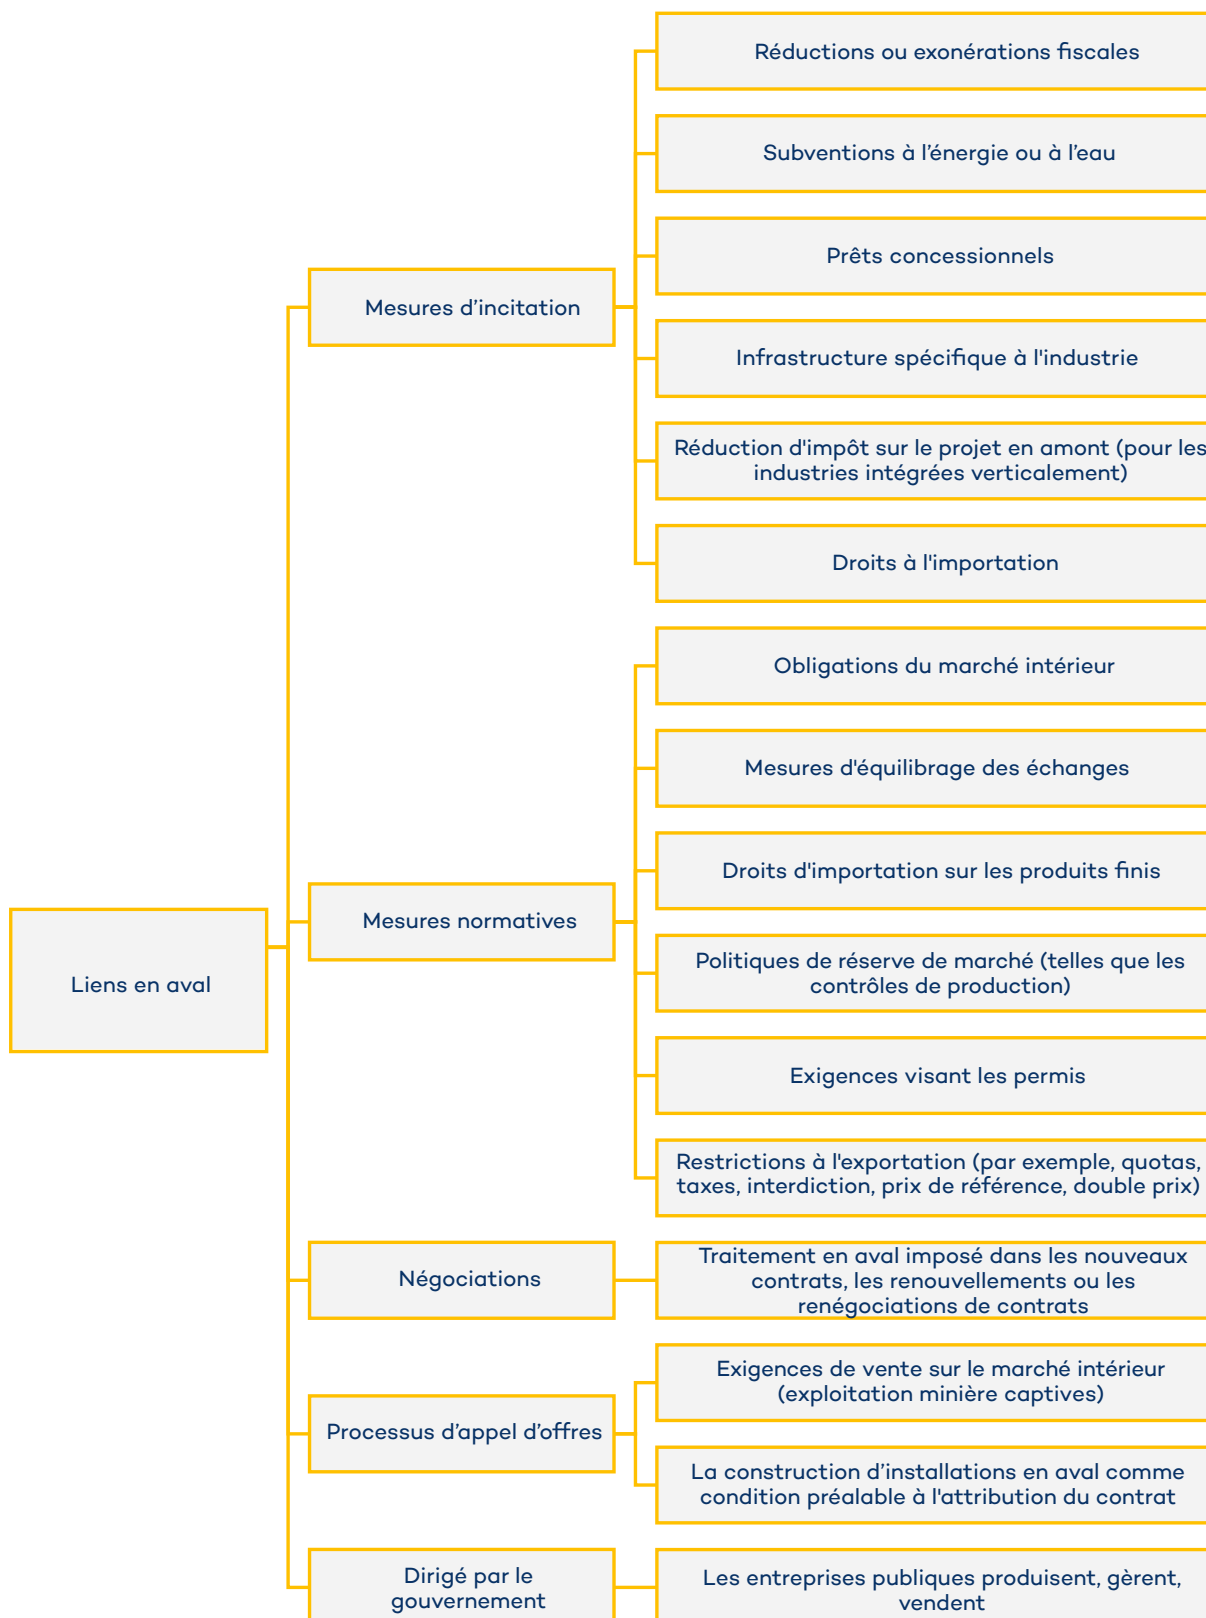 Liens en aval
Mesures d’incitation
Réductions ou exonérations fiscales
Subventions à l’énergie ou à l’eau
Prêts concessionnels
Infrastructure spécifique à l'industrie
Réduction d'impôt sur le projet en amont (pour les
industries intégrées verticalement)
Droits à l'importation
Mesures normatives
Obligations du marché intérieur
Mesures d'équilibrage des échanges
Droits d'importation sur les produits finis
Politiques de réserve de marché (telles que les
contrôles de production)
Exigences visant les permis
Restrictions à l'exportation (par exemple, quotas,
taxes, interdiction, prix de référence, double prix)
Négociations
Traitement en aval imposé dans les nouveaux
contrats, les renouvellements ou les
renégociations de contrats
Processus d’appel d’offres
Exigences de vente sur le marché intérieur
(exploitation minière captives)
La construction d’installations en aval comme
condition préalable à l'attribution du contrat
Dirigé par le
gouvernement
Les entreprises publiques produisent, gèrent,
vendent